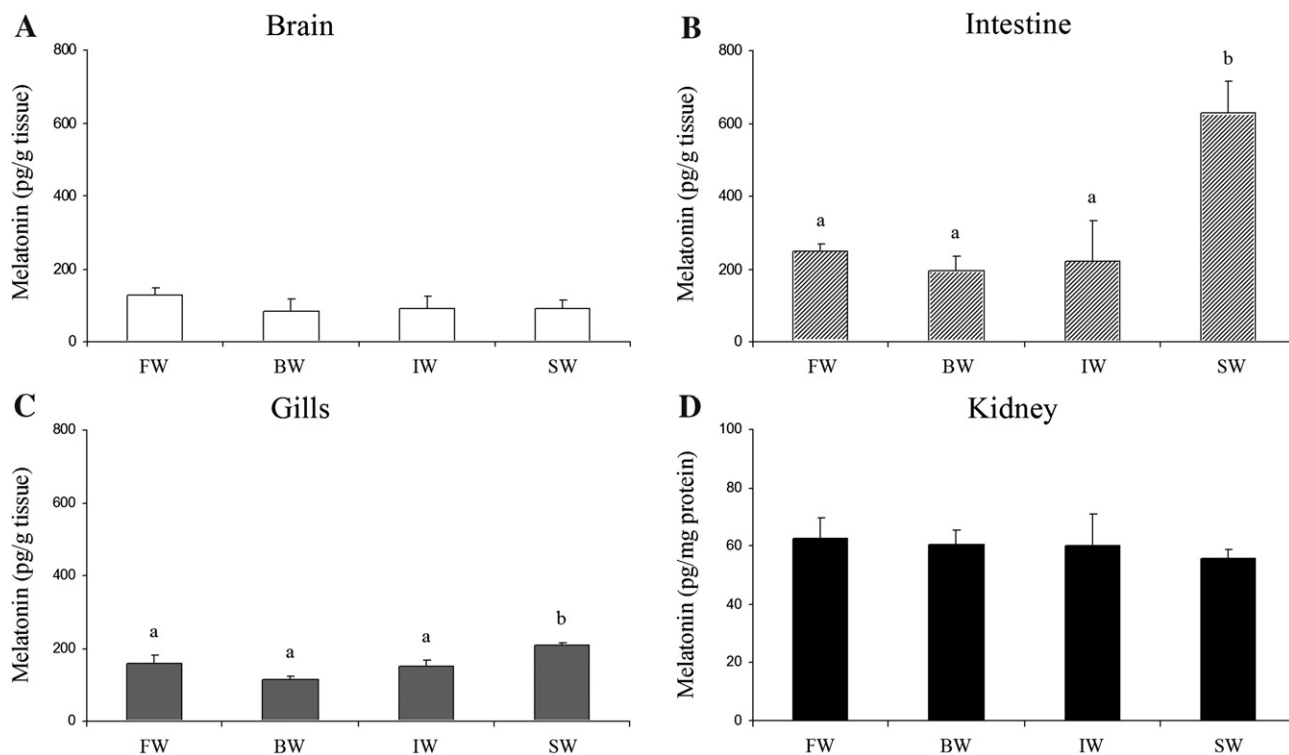 A
Brain
Melatonin (pg/g tissue)
800
600
400
200
0
FW BW IW SW
B
Intestine
Melatonin (pg/g tissue)
800
600
400
200
0
a a a b
FW BW IW SW
C
Gills
Melatonin (pg/g tissue)
800
600
400
200
0
a a a b
FW BW IW SW
D
Kidney
Melatonin (pg/mg protein)
100
80
60
40
20
0
FW BW IW SW